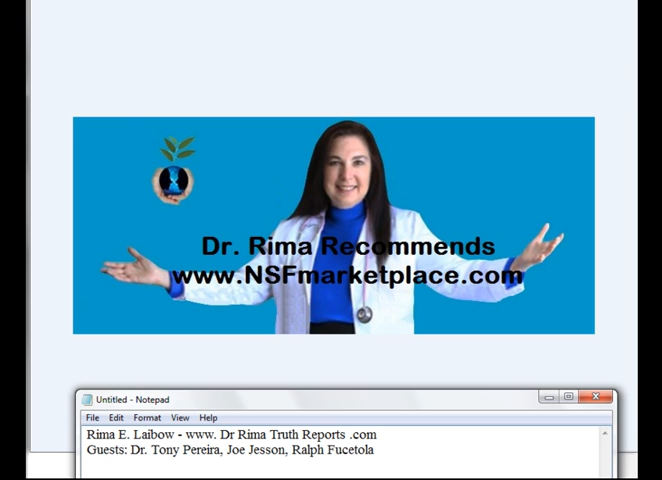 Dr. Rima Recommends
www.NSFmarketplace.com
Untitled - Notepad
File Edit Format View Help
Rima E. Laibow - www. Dr Rima Truth Reports .com
Guests: Dr. Tony Pereira, Joe Jesson, Ralph Fucetola